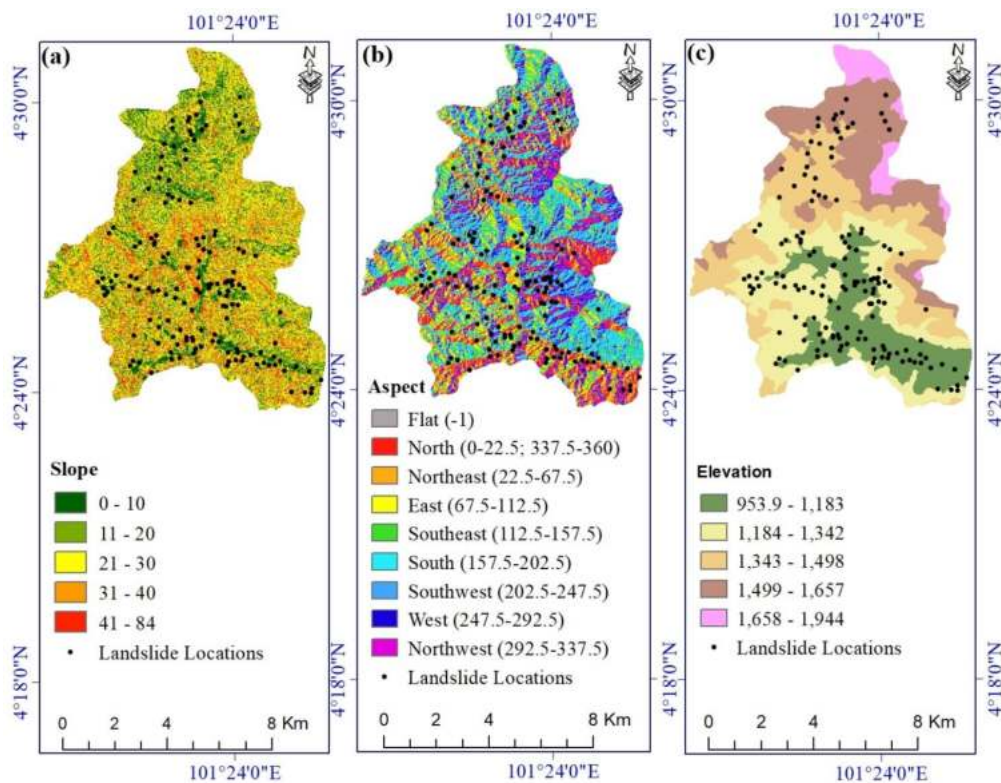 101°24'0"E
101°24'0"E
101°24'0"E
(a)
N
(b)
N
(c)
N
4°30'0"N
4°30'0"N
4°30'0"N
4°24'0"N
4°24'0"N
4°24'0"N
4°18'0"N
4°18'0"N
4°18'0"N
Slope
0 - 10
11 - 20
21 - 30
31 - 40
41 - 84
Landslide Locations
0 2 4 8 Km
Aspect
Flat (-1)
North (0-22.5; 337.5-360)
Northeast (22.5-67.5)
East (67.5-112.5)
Southeast (112.5-157.5)
South (157.5-202.5)
Southwest (202.5-247.5)
West (247.5-292.5)
Northwest (292.5-337.5)
Landslide Locations
0 2 4 8 Km
Elevation
953.9 - 1,183
1,184 - 1,342
1,343 - 1,498
1,499 - 1,657
1,658 - 1,944
Landslide Locations
0 2 4 8 Km
101°24'0"E
101°24'0"E
101°24'0"E